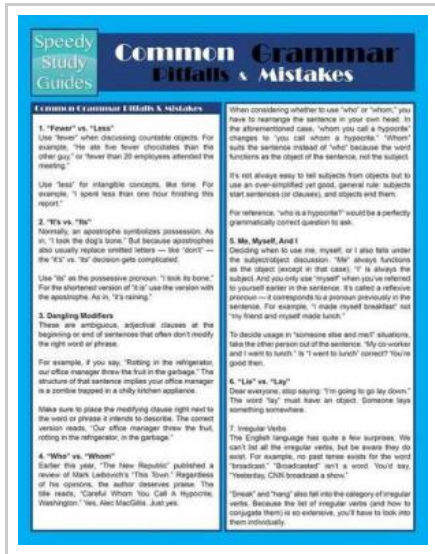 Speedy
Study
Guides
Common Grammar
Pitfalls & Mistakes
Common Grammar Pitfalls & Mistakes
1. "Fewer" vs. "Less"
Use "fewer" when discussing countable objects. For
example, "He ate five fewer chocolates than the
other guy," or "fewer than 20 employees attended the
meeting."
Use "less" for intangible concepts, like time. For
example, "I spent less than one hour finishing this
report."
2. "It's vs. "Its"
Normally, an apostrophe symbolizes possession. As
in, "I took the dog's bone." But because apostrophes
also usually replace omitted letters — like "don't" —
the "it's" vs. "its" decision gets complicated.
Use "its" as the possessive pronoun: "I took its bone."
For the shortened version of "it is" use the version with
the apostrophe. As in, "it's raining."
3. Dangling Modifiers
These are ambiguous, adjectival clauses at the
beginning or end of sentences that often don't modify
the right word or phrase.
For example, if you say, "Rotting in the refrigerator,
our office manager threw the fruit in the garbage." The
structure of that sentence implies your office manager
is a zombie trapped in a chilly kitchen appliance.
Make sure to place the modifying clause right next to
the word or phrase it intends to describe. The correct
version reads, "Our office manager threw the fruit,
rotting in the refrigerator, in the garbage."
4. "Who" vs. "Whom"
Earlier this year, "The New Republic" published a
review of Mark Leibovich's "This Town." Regardless
of his opinions, the author deserves praise. The
title reads, "Careful Whom You Call A Hypocrite,
Washington." Yes, Alec MacGillis. Just yes.
When considering whether to use "who" or "whom," you
have to rearrange the sentence in your own head. In
the aforementioned case, "whom you call a hypocrite"
changes to "you call whom a hypocrite." "Whom"
suits the sentence instead of "who" because the word
functions as the object of the sentence, not the subject.
It's not always easy to tell subjects from objects but to
use an over-simplified yet good, general rule: subjects
start sentences (or clauses), and objects end them.
For reference, "who is a hypocrite?" would be a perfectly
grammatically correct question to ask.
5. Me, Myself, And I
Deciding when to use me, myself, or I also falls under
the subject/object discussion. "Me" always functions
as the object (except in that case); "I" is always the
subject. And you only use "myself" when you've referred
to yourself earlier in the sentence. It's called a reflexive
pronoun — it corresponds to a pronoun previously in the
sentence. For example, "I made myself breakfast" not
"my friend and myself made lunch."
To decide usage in "someone else and me/I" situations,
take the other person out of the sentence. "My co-worker
and I went to lunch." Is "I went to lunch" correct? You're
good then.
6. "Lie" vs. "Lay"
Dear everyone, stop saying: "I'm going to go lay down."
The word "lay" must have an object. Someone lays
something somewhere.
7. Irregular Verbs
The English language has quite a few surprises. We
can't list all the irregular verbs, but be aware they do
exist. For example, no past tense exists for the word
"broadcast." "Broadcasted" isn't a word. You'd say,
"Yesterday, CNN broadcast a show."
"Sneak" and "hang" also fall into the category of irregular
verbs. Because the list of irregular verbs (and how to
conjugate them) is so extensive, you'll have to look into
them individually.